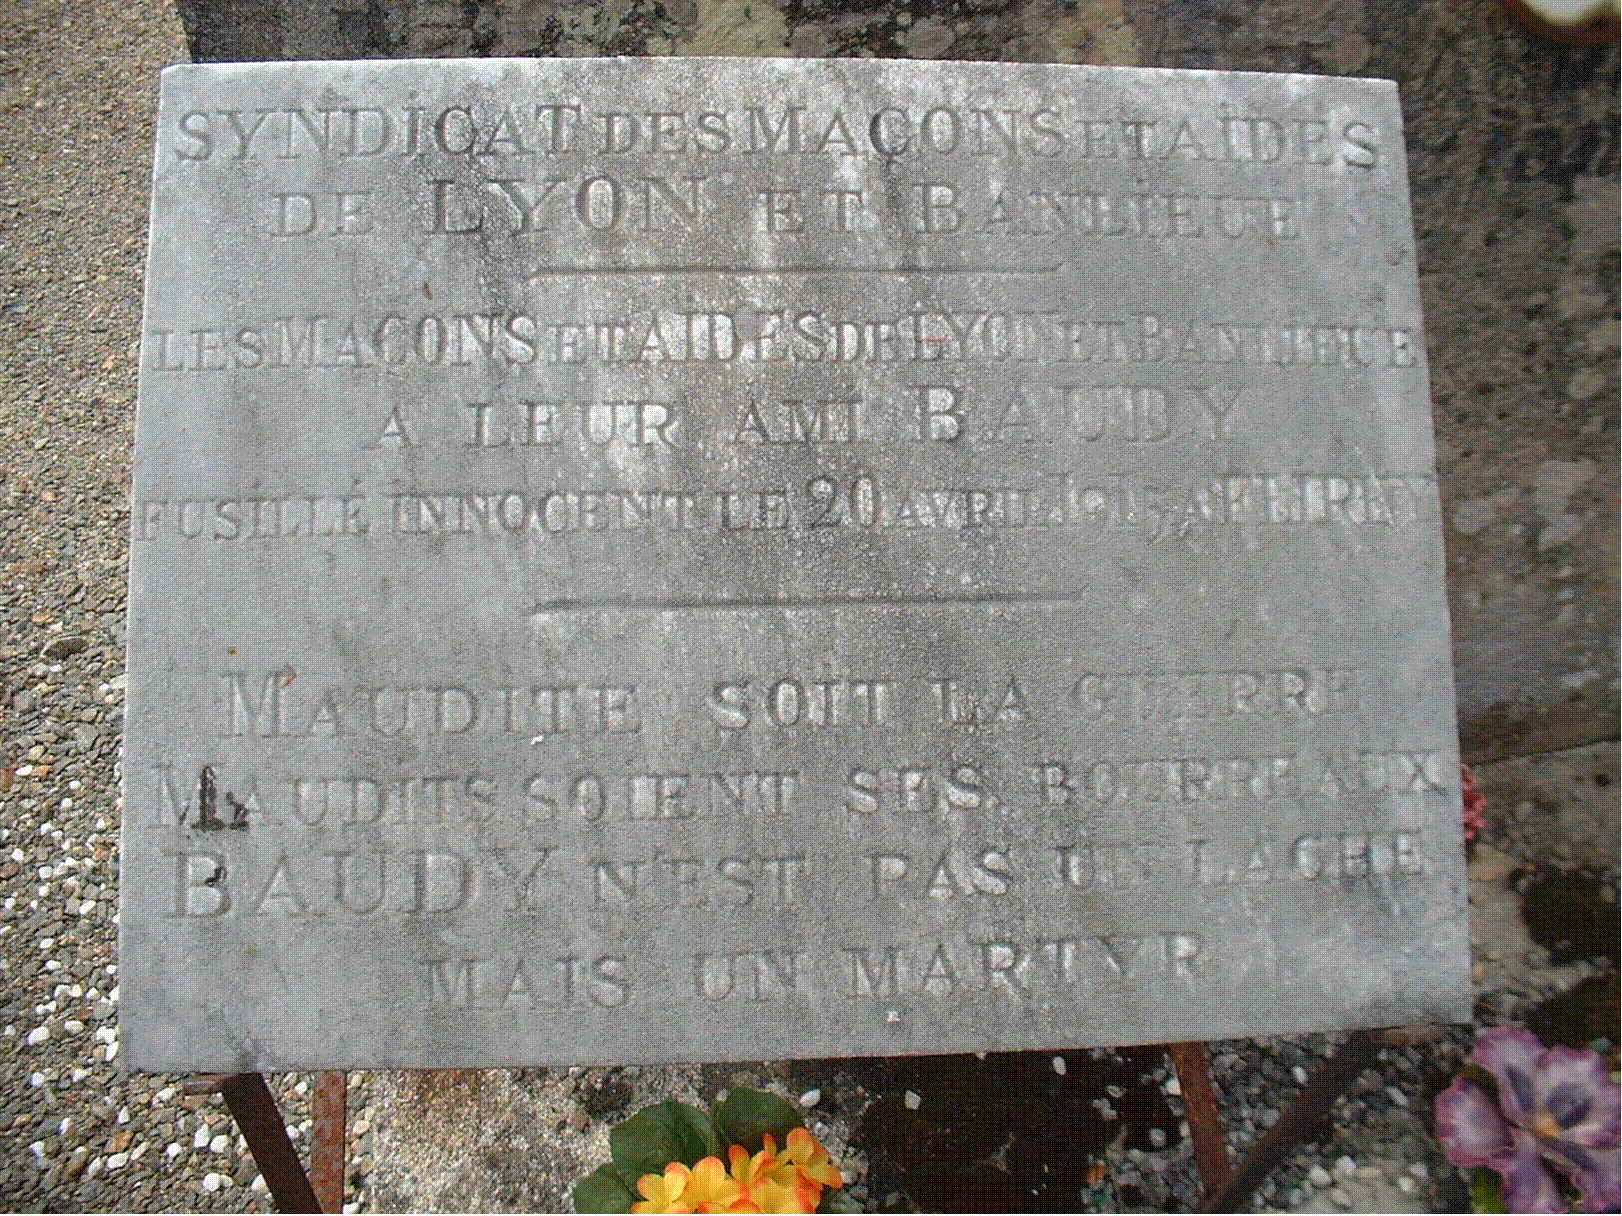 SYNDICAT DES MAÇONS ET AIDES
DE LYON ET BANLIEUE
LES MAÇONS ET AIDES DE LYON ET BANLIEUE
A LEUR AMI BAUDY
FUSILLÉ INNOCENT LE 20 AVRIL 1915 A FLIREY
MAUDITE SOIT LA GUERRE
MAUDITS SOIENT SES BOURREAUX
BAUDY N'EST PAS UN LACHE
MAIS UN MARTYR